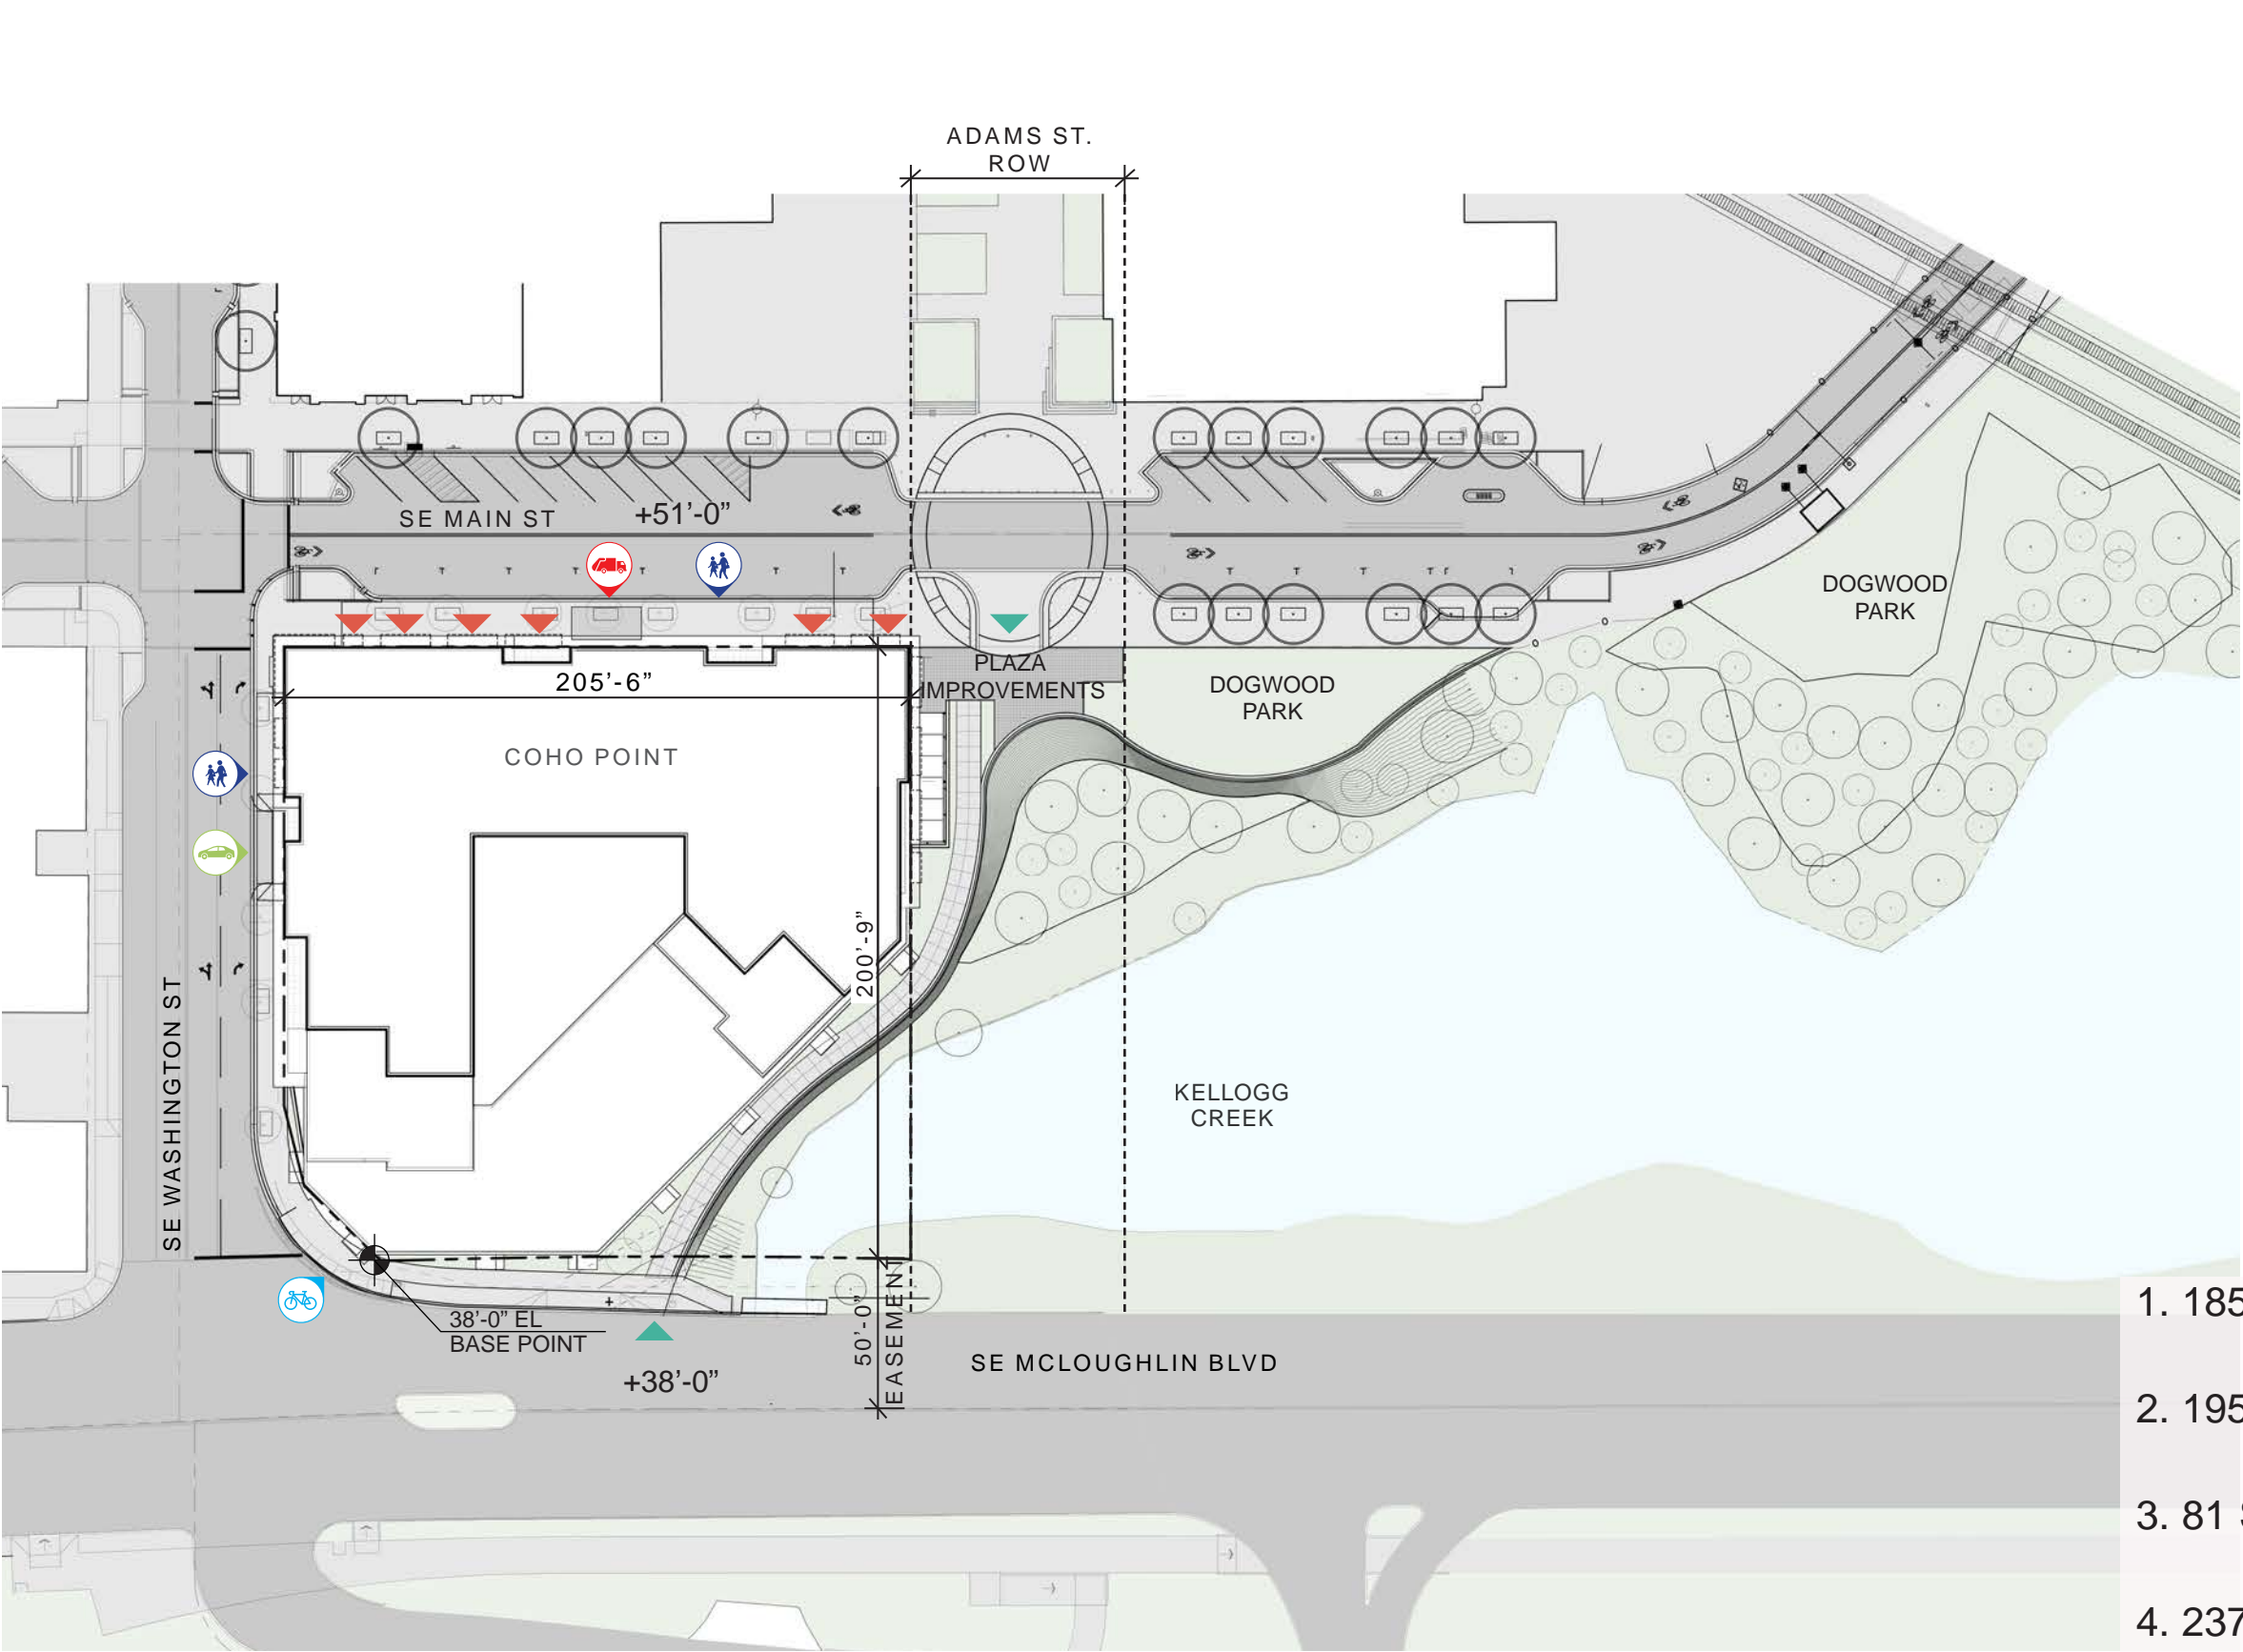 ADAMS ST.
ROW
SE MAIN ST
+51’-0”
DOGWOOD
PARK
PLAZA
IMPROVEMENTS
205’-6”
DOGWOOD
PARK
COHO POINT
200’-9”
SE WASHINGTON ST
KELLOGG
CREEK
38’-0” EL
BASE POINT
50’-0”
EASEMENT
SE MCLOUGHLIN BLVD
+38’-0”
1. 185
2. 195
3. 81
4. 237